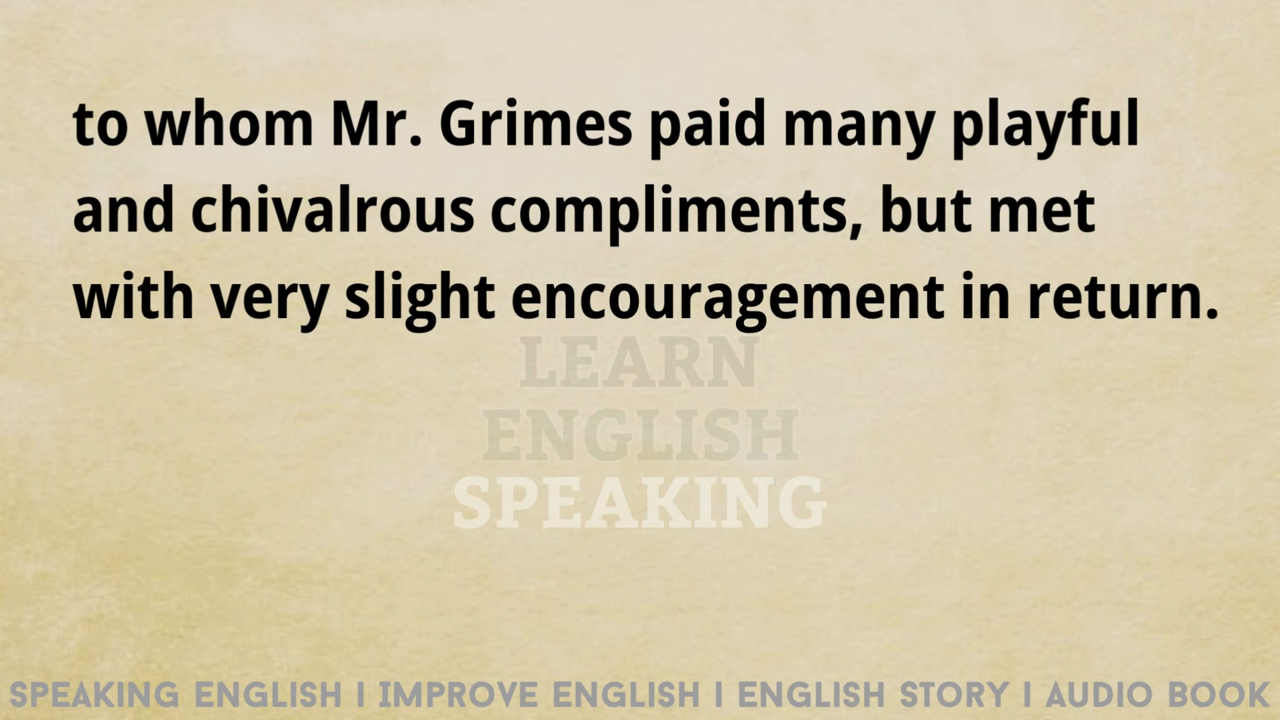 to whom Mr. Grimes paid many playful
and chivalrous compliments, but met
with very slight encouragement in return.
LEARN
ENGLISH
SPEAKING
SPEAKING ENGLISH | IMPROVE ENGLISH | ENGLISH STORY | AUDIO BOOK